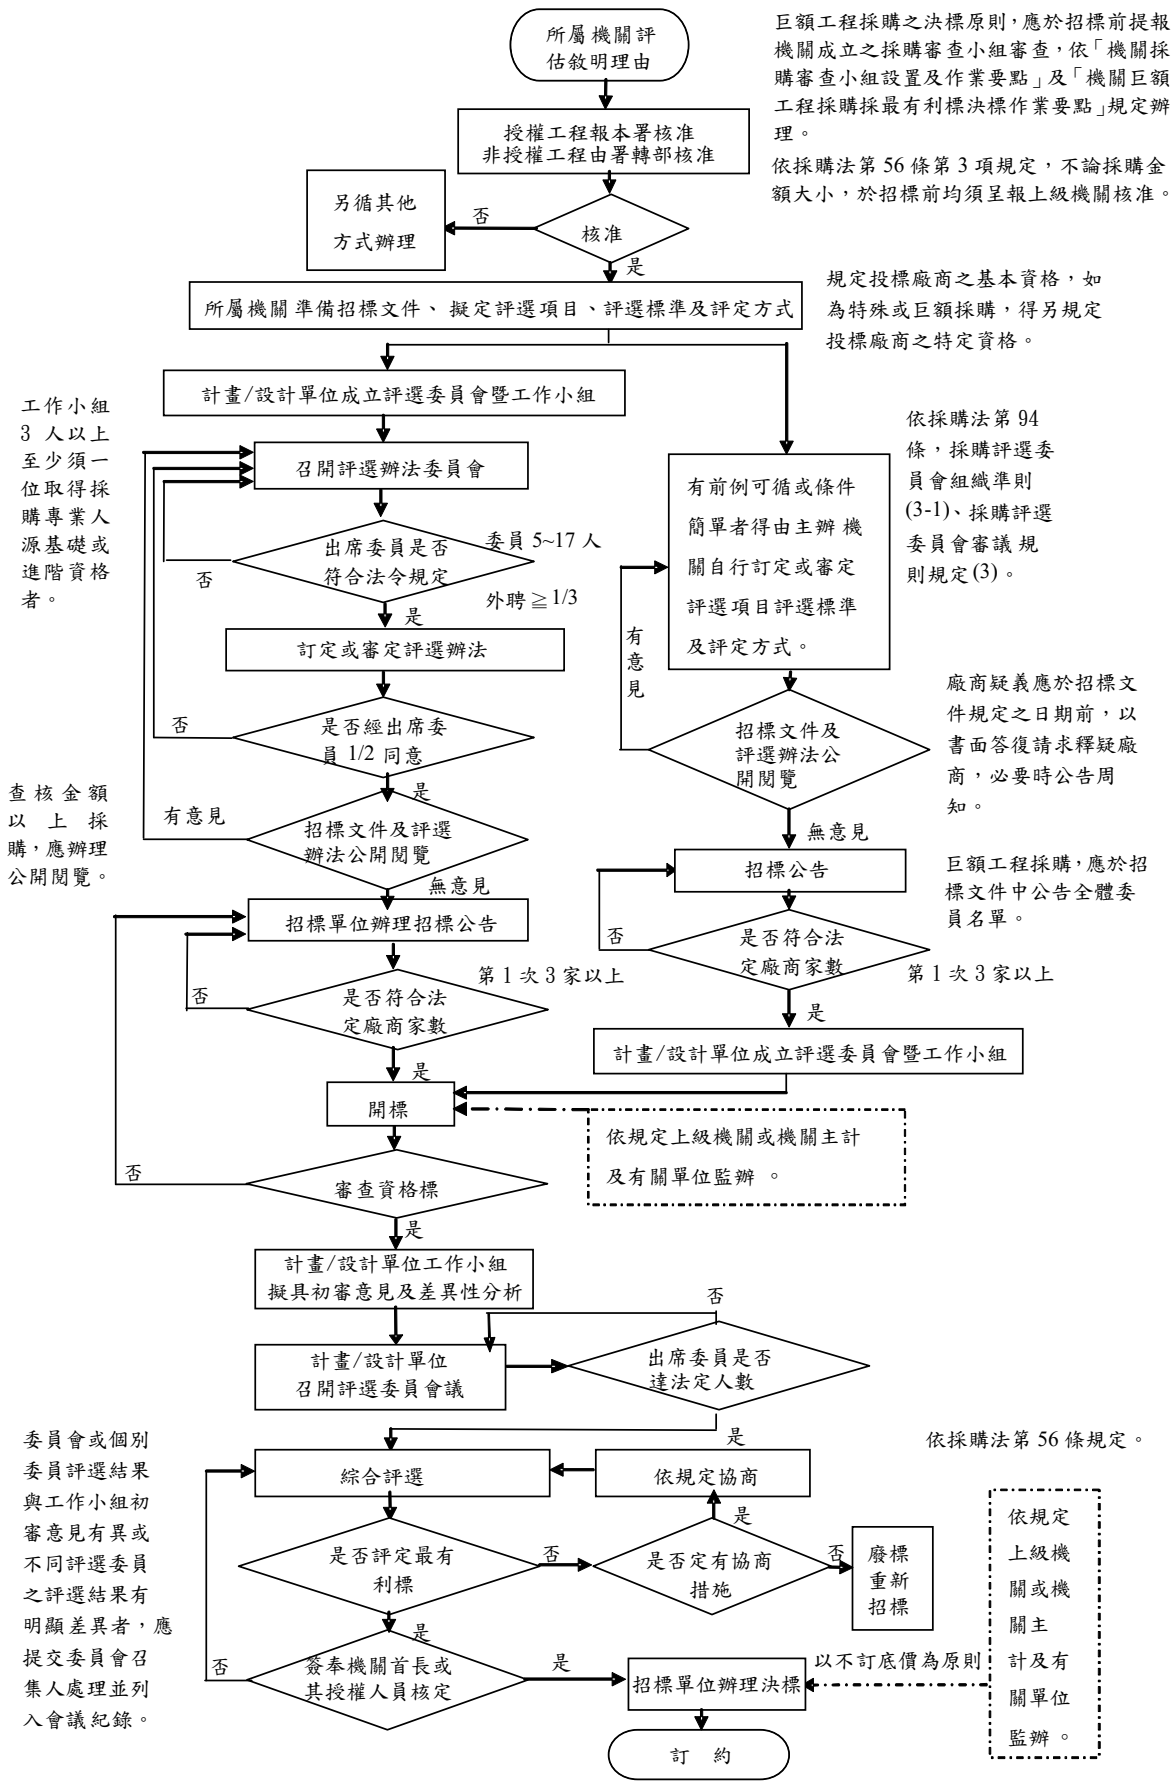 所屬機關評
估敘明理由
巨額工程採購之決標原則，應於招標前提報
機關成立之採購審查小組審查，依「機關採
購審查小組設置及作業要點」及「機關巨額
工程採購採最有利標決標作業要點」規定辦
理。
授權工程報本署核准
非授權工程由署轉部核准
依採購法第 56 條第 3 項規定，不論採購金
額大小，於招標前均須呈報上級機關核准。
另循其他
方式辦理
否
核准
是
所屬機關 準備招標文件、 擬定評選項目、評選標準及評定方式
規定投標廠商之基本資格，如
為特殊或巨額採購，得另規定
投標廠商之特定資格。
計畫/設計單位成立評選委員會暨工作小組
工作小組
3 人以上
至少須一
位取得採
購專業人
源基礎或
進階資格
者。
召開評選辦法委員會
依採購法第 94
條，採購評選委
員會組織準則
(3-1)、採購評選
委員會審議 規
則規定(3)。
有前例可循或條件
簡單者得由主辦 機
關自行訂定或審定
評選項目評選標準
及評定方式。
出席委員是否
符合法令規定
委員 5~17 人
外聘≧1/3
否
是
訂定或審定評選辦法
有
意
見
是否經出席委
員 1/2 同意
否
是
招標文件及
評選辦法公
開閱覽
廠商疑義應於招標文
件規定之日期前，以
書面答復請求釋疑廠
商，必要時公告周
知。
查核金額
以上採
購，應辦理
公開閱覽。
有意見
招標文件及評選
辦法公開閱覽
無意見
無意見
招標公告
巨額工程採購，應於招
標文件中公告全體委
員名單。
招標單位辦理招標公告
否
是否符合法
定廠商家數
第 1 次 3 家以上
第 1 次 3 家以上
否
是否符合法
定廠商家數
是
計畫/設計單位成立評選委員會暨工作小組
是
開標
依規定上級機關或機關主計
及有關單位監辦 。
否
審查資格標
是
計畫/設計單位工作小組
擬具初審意見及差異性分析
否
計畫/設計單位
召開評選委員會議
出席委員是否
達法定人數
是
委員會或個別
委員評選結果
與工作小組初
審意見有異或
不同評選委員
之評選結果有
明顯差異者，應
提交委員會召
集人處理並列
入會議紀錄。
綜合評選
依規定協商
依採購法第 56 條規定。
是
是否評定最有
利標
否
是否定有協商
措施
否
廢標
重新
招標
依規定
上級機
關或機
關主
計及有
關單位
監辦 。
是
否
簽奉機關首長或
其授權人員核定
是
招標單位辦理決標
以不訂底價為原則
訂 約